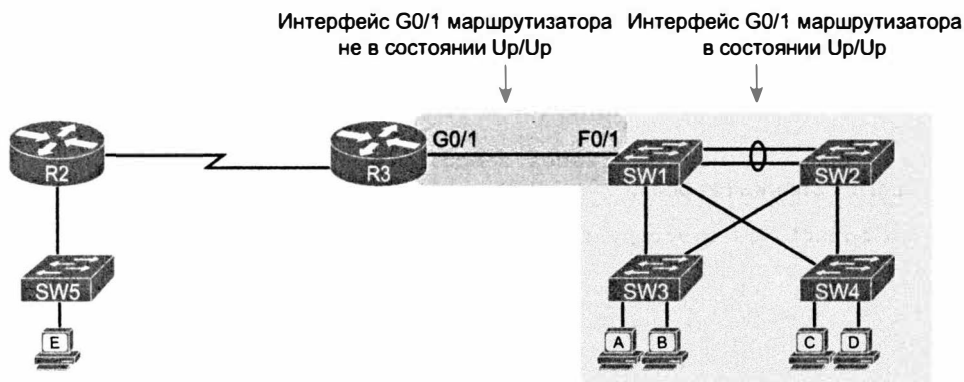 Интерфейс G0/1 маршрутизатора
не в состоянии Up/Up
Интерфейс G0/1 маршрутизатора
в состоянии Up/Up
G0/1
F0/1
R2
R3
SW1
SW2
SW5
SW3
SW4
E
A
B
C
D